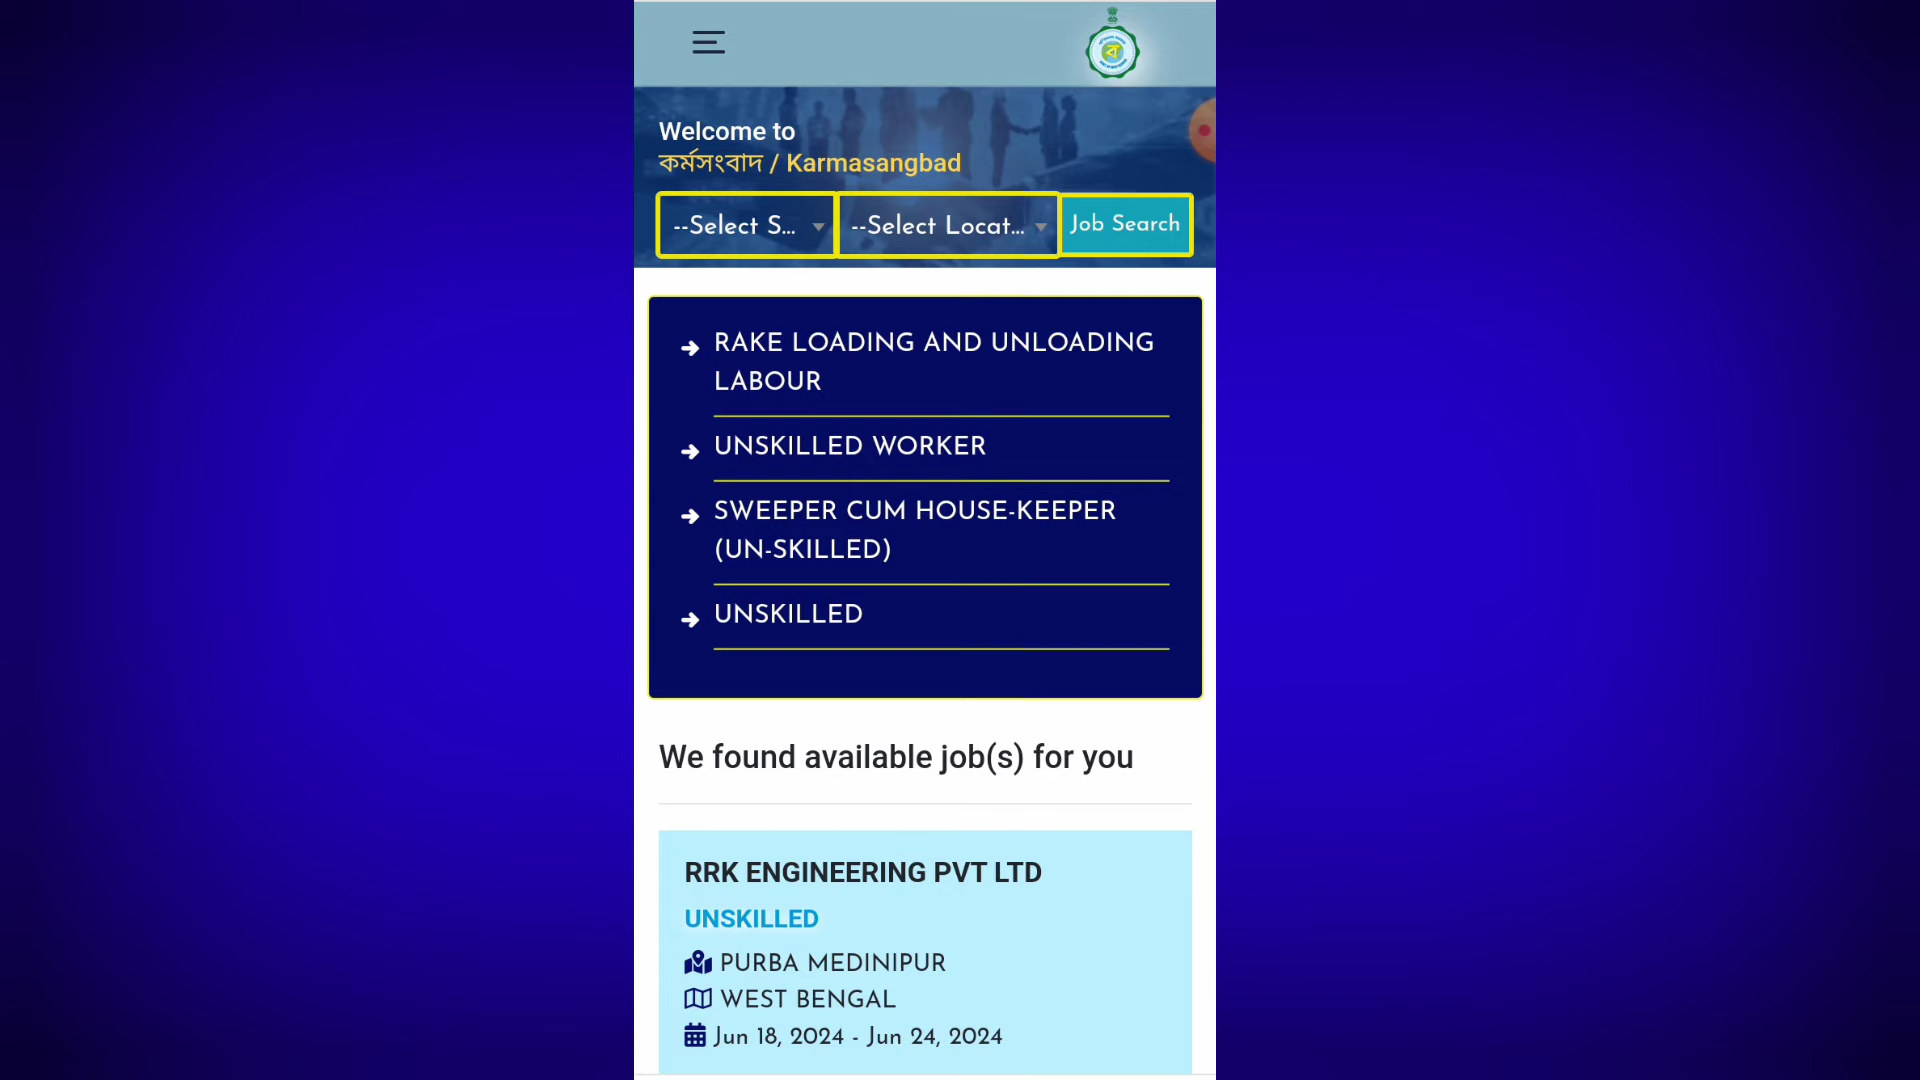 Welcome to
কর্মসংবাদ / Karmasangbad
--Select S... --Select Locat... Job Search
RAKE LOADING AND UNLOADING
LABOUR
UNSKILLED WORKER
SWEEPER CUM HOUSE-KEEPER
(UN-SKILLED)
UNSKILLED
We found available job(s) for you
RRK ENGINEERING PVT LTD
UNSKILLED
PURBA MEDINIPUR
WEST BENGAL
Jun 18, 2024 - Jun 24, 2024